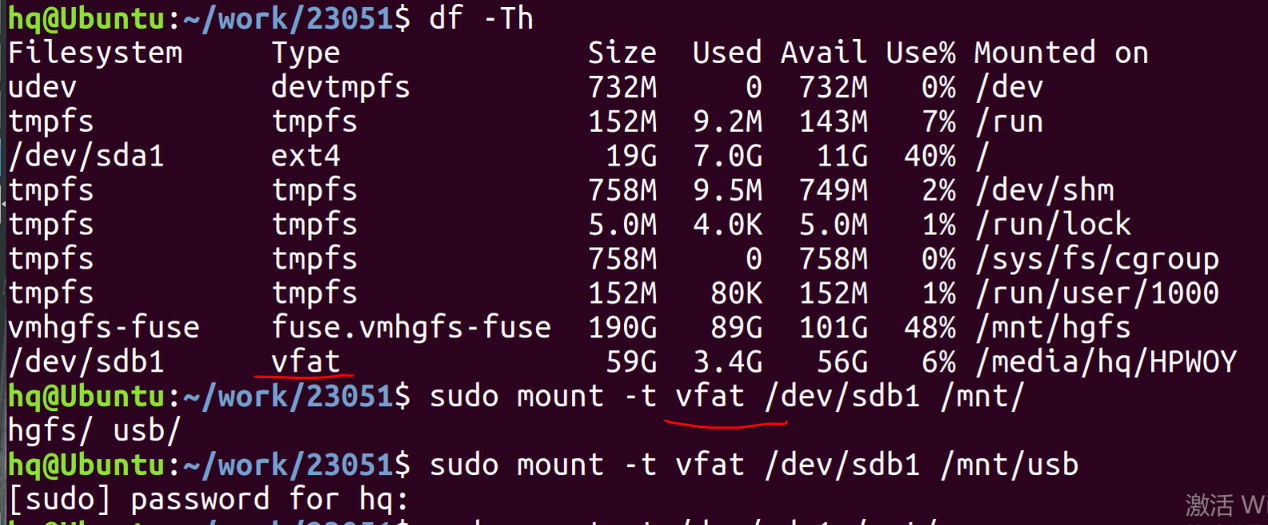 hq@Ubuntu:~/work/23051$ df -Th
Filesystem Type Size Used Avail Use% Mounted on
udev devtmpfs 732M 0 732M 0% /dev
tmpfs tmpfs 152M 9.2M 143M 7% /run
/dev/sda1 ext4 19G 7.0G 11G 40% /
tmpfs tmpfs 758M 9.5M 749M 2% /dev/shm
tmpfs tmpfs 5.0M 4.0K 5.0M 1% /run/lock
tmpfs tmpfs 758M 0 758M 0% /sys/fs/cgroup
tmpfs tmpfs 152M 80K 152M 1% /run/user/1000
vmhgfs-fuse fuse.vmhgfs-fuse 190G 89G 101G 48% /mnt/hgfs
/dev/sdb1 vfat 59G 3.4G 56G 6% /media/hq/HPWOY
hq@Ubuntu:~/work/23051$ sudo mount -t vfat /dev/sdb1 /mnt/
hgfs/ usb/
hq@Ubuntu:~/work/23051$ sudo mount -t vfat /dev/sdb1 /mnt/usb
[sudo] password for hq:
激活 Wi